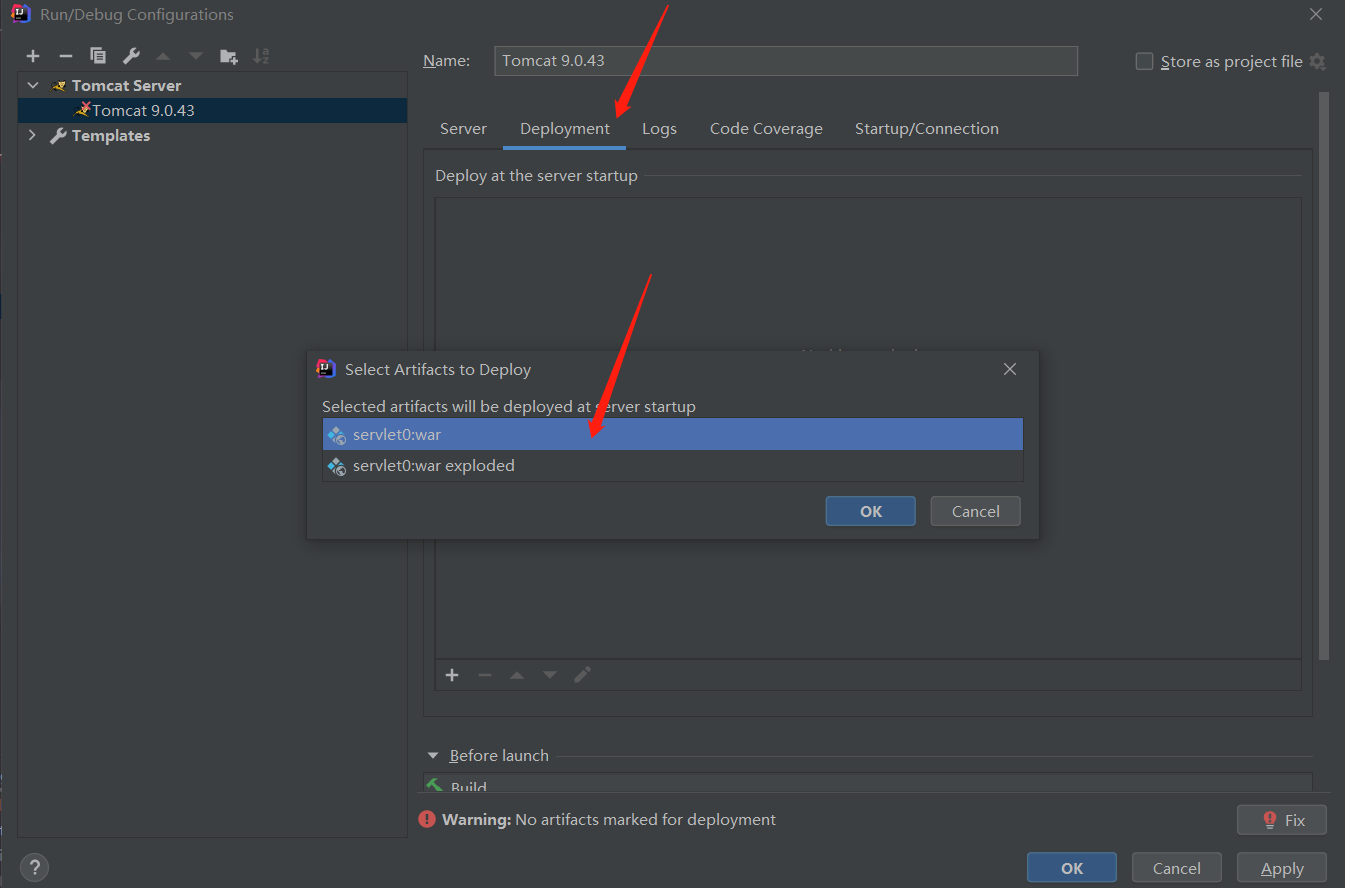 Run/Debug Configurations
Name: Tomcat 9.0.43
Store as project file
Tomcat Server
Tomcat 9.0.43
Templates
Server Deployment Logs Code Coverage Startup/Connection
Deploy at the server startup
Select Artifacts to Deploy
Selected artifacts will be deployed at server startup
servlet0:war
servlet0:war exploded
OK Cancel
Before launch
Build
Warning: No artifacts marked for deployment
Fix
?
OK Cancel Apply